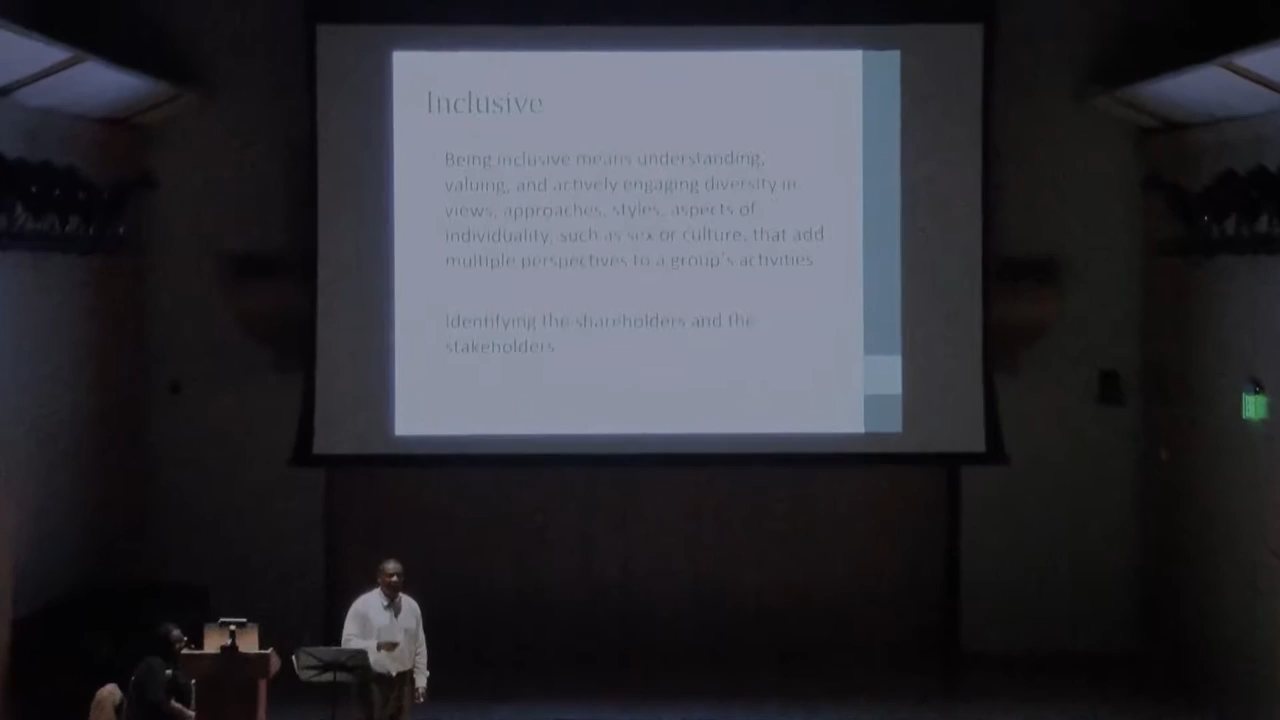 Inclusive
Being inclusive means understanding,
valuing, and actively engaging diversity in
views, approaches, styles, aspects of
individuality, such as sex or culture, that add
multiple perspectives to a group's activities
Identifying the shareholders and the
stakeholders